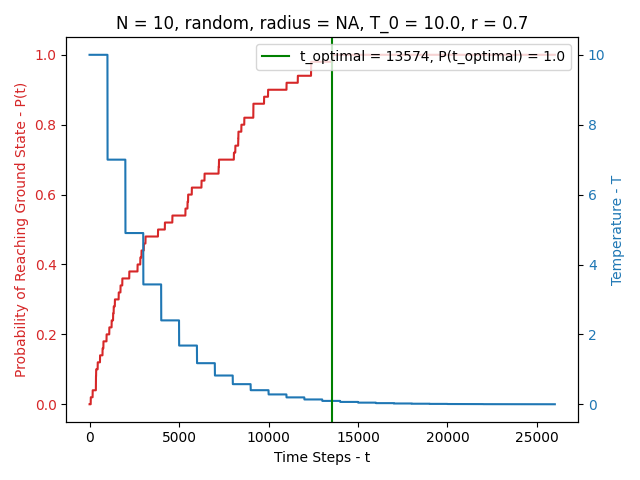 N = 10, random, radius = NA, T_0 = 10.0, r = 0.7
t_optimal = 13574, P(t_optimal) = 1.0
Probability of Reaching Ground State - P(t)
1.0
0.8
0.6
0.4
0.2
0.0
10
8
6
4
2
0
Temperature - T
0 5000 10000 15000 20000 25000
Time Steps - t